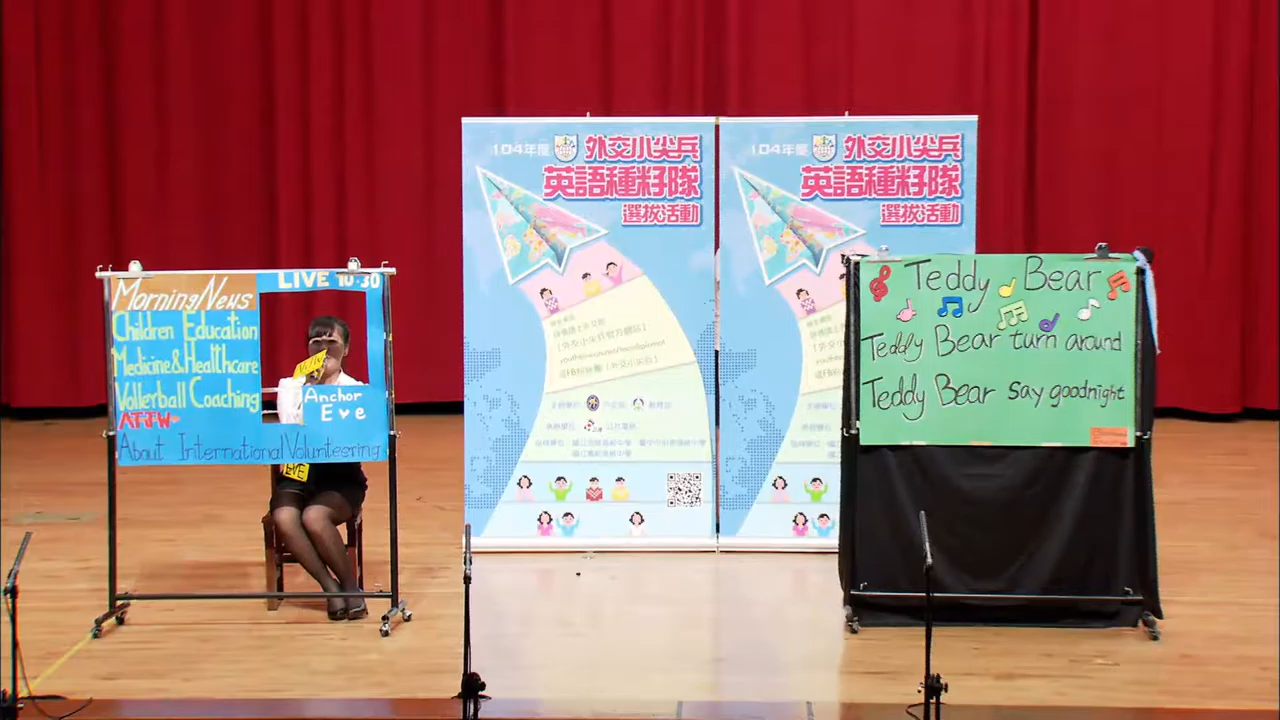 LIVE 10:30
Morning News
Children Education
Medicine&Healthcare
Volleyball Coaching
ATJW
Anchor
Eve
About International Volunteering
EVE
104年度
外交小尖兵
英語種籽隊
選拔活動
104年度
外交小尖兵
英語種籽隊
選拔活動
Teddy Bear
Teddy Bear turn around
Teddy Bear say goodnight